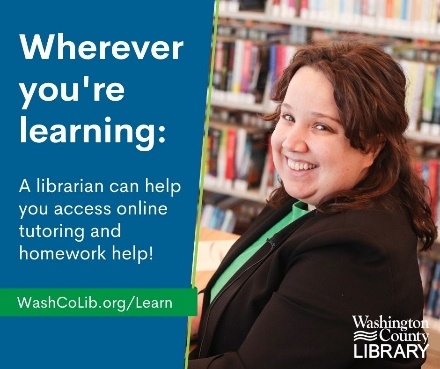 Wherever
you're
learning:
A librarian can help
you access online
tutoring and
homework help!
WashCoLib.org/Learn
Washington
County
LIBRARY